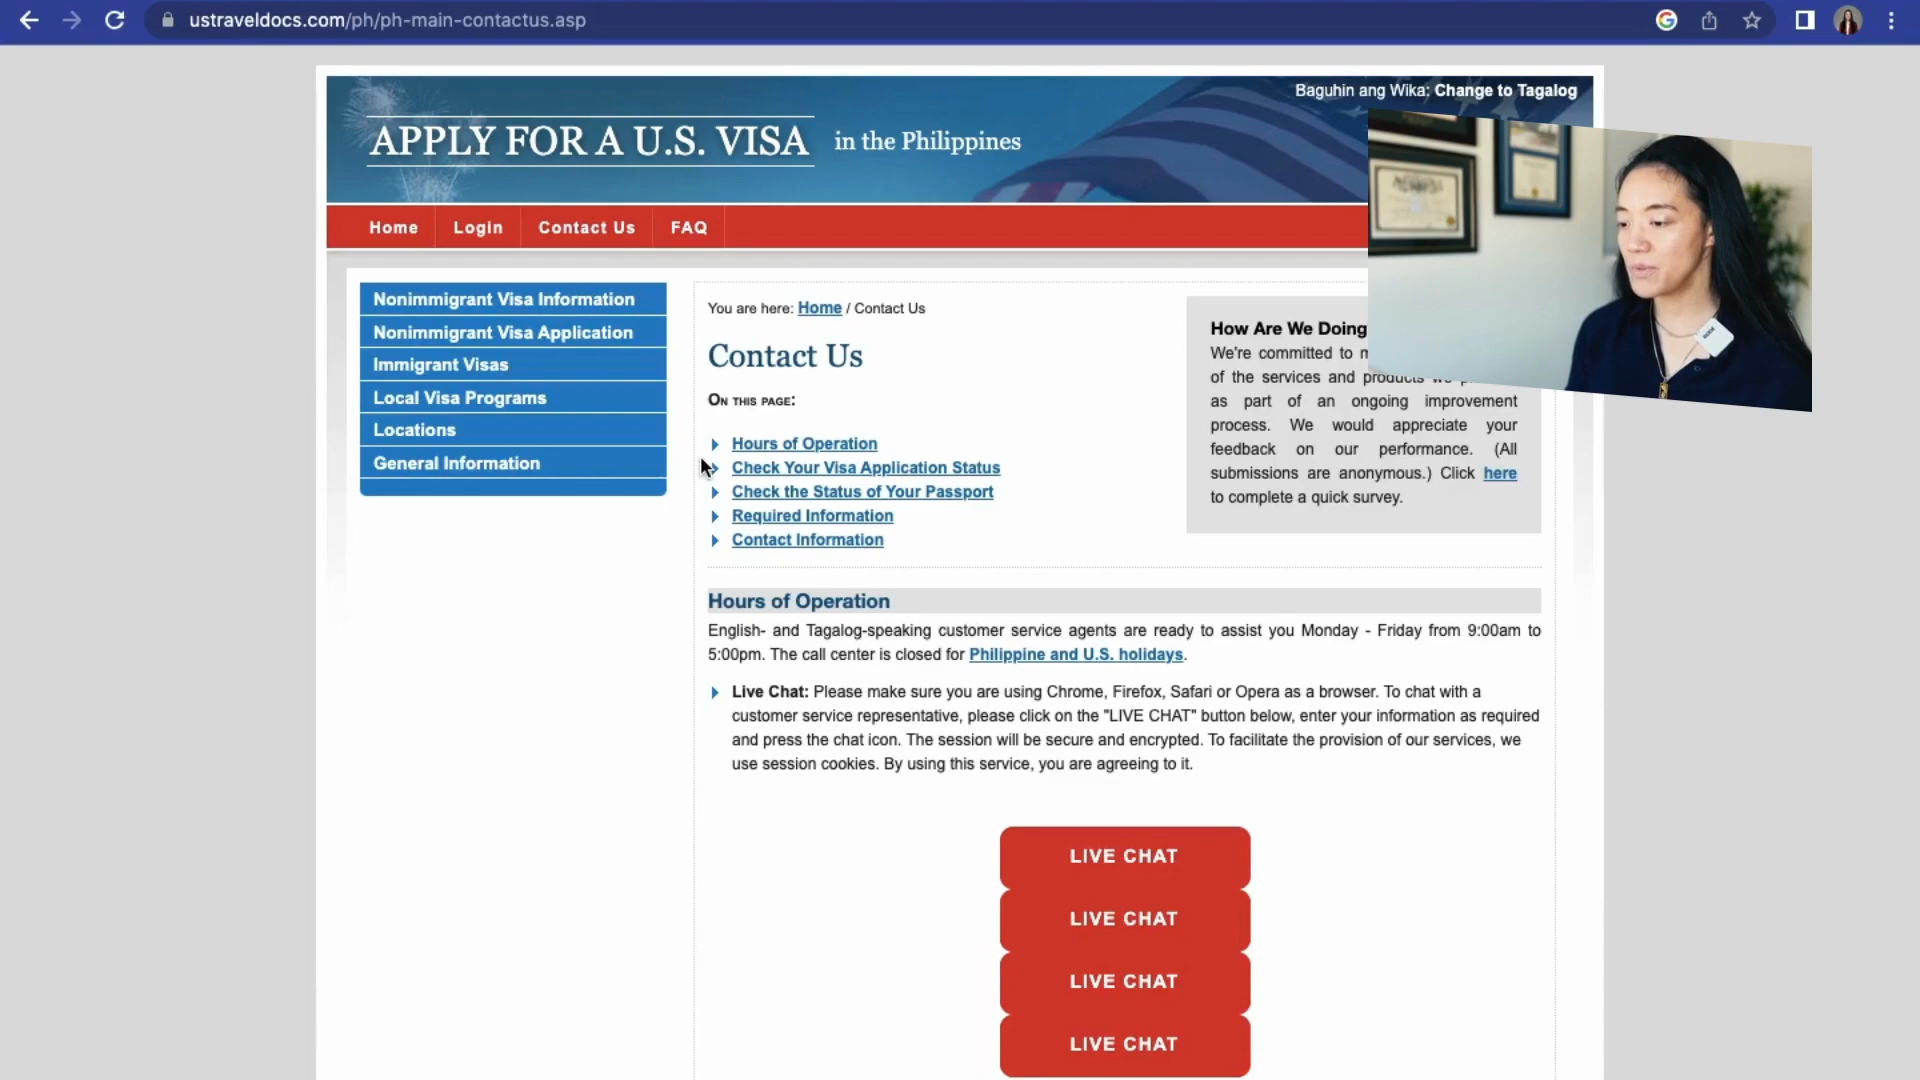 ustraveldocs.com/ph/ph-main-contactus.asp
Baguhin ang Wika: Change to Tagalog
APPLY FOR A U.S. VISA in the Philippines
Home Login Contact Us FAQ
Nonimmigrant Visa Information
Nonimmigrant Visa Application
Immigrant Visas
Local Visa Programs
Locations
General Information
You are here: Home / Contact Us
Contact Us
ON THIS PAGE:
Hours of Operation
Check Your Visa Application Status
Check the Status of Your Passport
Required Information
Contact Information
How Are We Doing
We're committed to
of the services and products
as part of an ongoing improvement
process. We would appreciate your
feedback on our performance. (All
submissions are anonymous.) Click here
to complete a quick survey.
Hours of Operation
English- and Tagalog-speaking customer service agents are ready to assist you Monday - Friday from 9:00am to
5:00pm. The call center is closed for Philippine and U.S. holidays.
Live Chat: Please make sure you are using Chrome, Firefox, Safari or Opera as a browser. To chat with a
customer service representative, please click on the "LIVE CHAT" button below, enter your information as required
and press the chat icon. The session will be secure and encrypted. To facilitate the provision of our services, we
use session cookies. By using this service, you are agreeing to it.
LIVE CHAT
LIVE CHAT
LIVE CHAT
LIVE CHAT